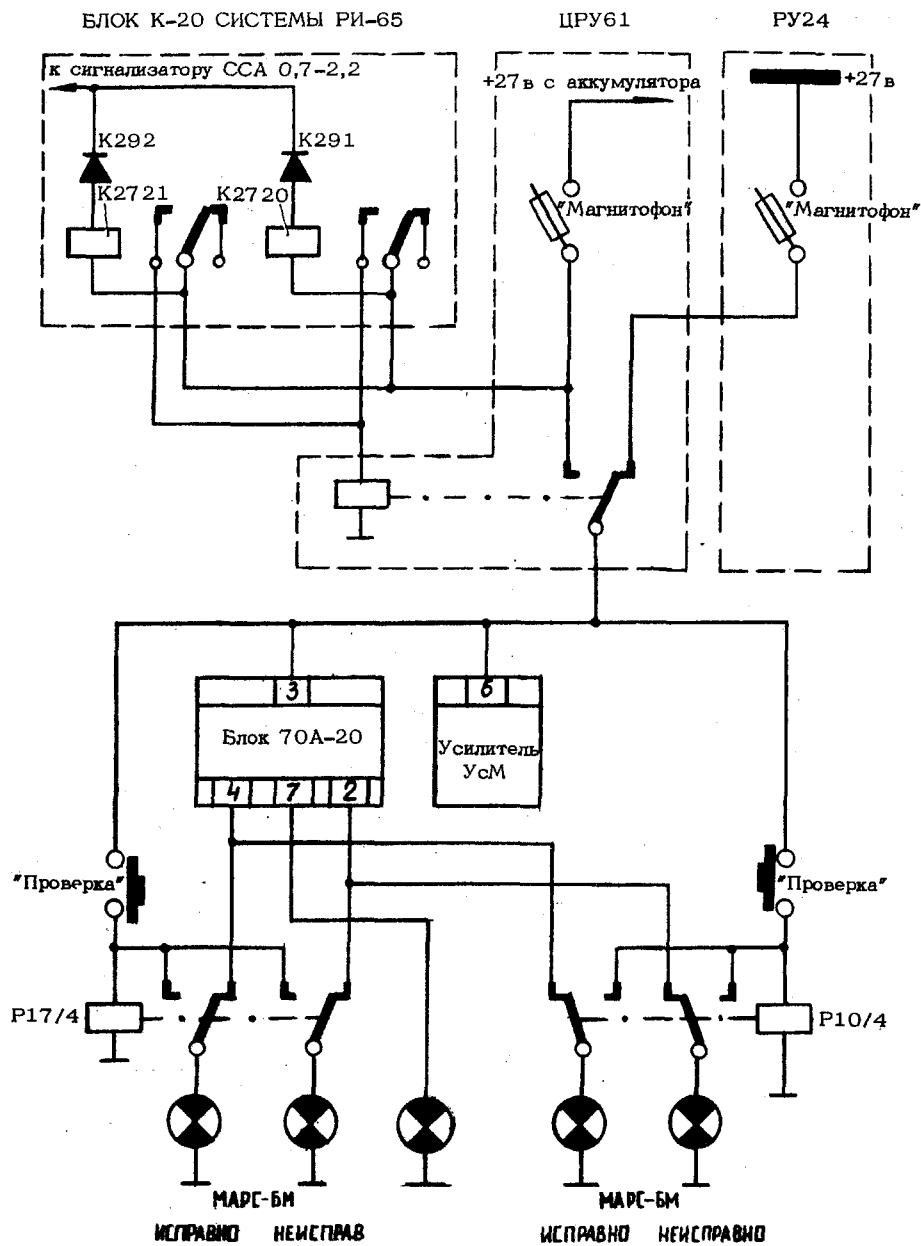 БЛОК К-20 СИСТЕМЫ РИ-65
ЦРУ61
РУ24
к сигнализатору ССА 0,7-2,2
+27в с аккумулятора
+27в
К292
К291
К2721
К2720
"Магнитофон"
"Магнитофон"
3
Блок 70А-20
4 7 2
6
Усилитель
УсМ
"Проверка"
"Проверка"
Р17/4
Р10/4
МАРС-БМ
ИСПРАВНО НЕИСПРАВ
МАРС-БМ
ИСПРАВНО НЕИСПРАВНО